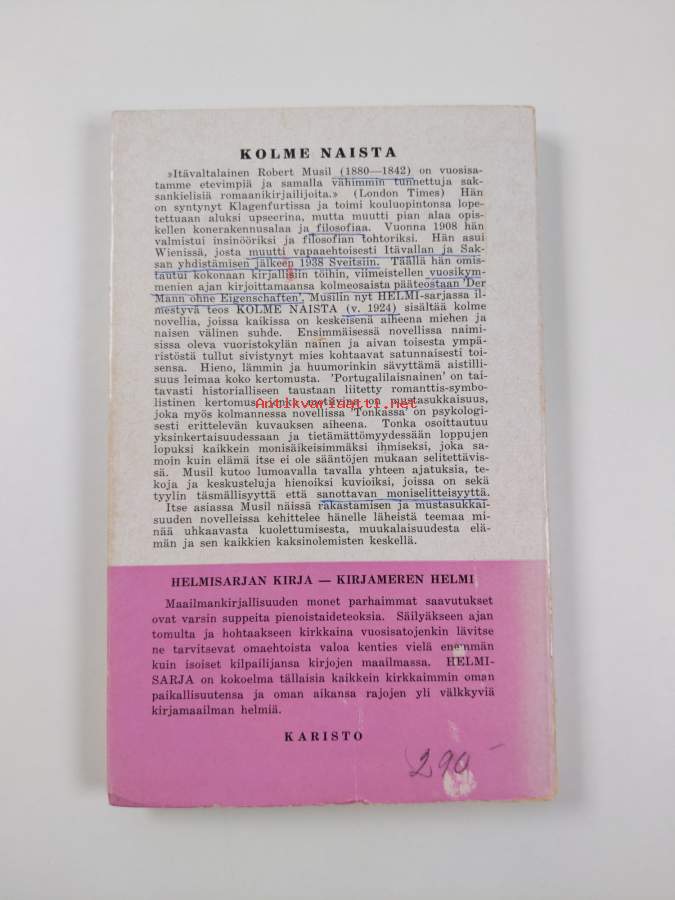 KOLME NAISTA
»Itävaltalainen Robert Musil (1880—1842) on vuosisa-
tamme etevimpiä ja samalla vähimmin tunnettuja sak-
sankielisiä romaanikirjailijoita.» (London Times) Hän
on syntynyt Klagenfurtissa ja toimi kouluopintonsa lope-
tettuaan aluksi upseerina, mutta muutti pian alaa opis-
kellen konerakennusalaa ja filosofiaa. Vuonna 1908 hän
valmistui insinööriksi ja filosofian tohtoriksi. Hän asui
Wienissä, josta muutti vapaaehtoisesti Itävallan ja Sak-
san yhdistämisen jälkeen 1938 Sveitsiin. Täällä hän omis-
tautui kokonaan kirjallisiin töihin, viimeistellen vuosikym-
menien ajan kirjoittamaansa kolmeosaista pääteostaan 'Der
Mann ohne Eigenschaften'. Musilin nyt HELMI-sarjassa il-
mestyvä teos KOLME NAISTA (v. 1924) sisältää kolme
novellia, joissa kaikissa on keskeisenä aiheena miehen ja
naisen välinen suhde. Ensimmäisessä novellissa naimi-
sissa oleva vuoristokylän nainen ja aivan toisesta ympä-
ristöstä tullut sivistynyt mies kohtaavat satunnaisesti toi-
sensa. Hieno, lämmin ja huumorinkin sävyttämä aistilli-
suus leimaa koko kertomusta. 'Portugalilaisnainen' on tai-
tavasti historialliseen taustaan liitetty romanttis-symbo-
listinen kertomus, jonka motiivina on mustasukkaisuus,
Antikvariaatti.net
joka myös kolmannessa novellissa 'Tonkassa' on psykologi-
sesti erittelevän kuvauksen aiheena. Tonka osoittautuu
yksinkertaisuudessaan ja tietämättömyydessään loppujen
lopuksi kaikkein monisäikeisimmäksi ihmiseksi, joka sa-
moin kuin elämä itse ei ole sääntöjen mukaan selitettävis-
sä. Musil kutoo lumoavalla tavalla yhteen ajatuksia, te-
koja ja keskusteluja hienoiksi kuvioiksi, joissa on sekä
tyylin täsmällisyyttä että sanottavan moniselitteisyyttä.
Itse asiassa Musil näissä rakastamisen ja mustasukkai-
suuden novelleissa kehittelee hänelle läheistä teemaa mi-
nää uhkaavasta kuolettumisesta, muukalaisuudesta elä-
män ja sen kaikkien kaksinolemisten keskellä.
HELMISARJAN KIRJA — KIRJAMEREN HELMI
Maailmankirjallisuuden monet parhaimmat saavutukset
ovat varsin suppeita pienoistaideteoksia. Säilyäkseen ajan
tomulta ja hohtaakseen kirkkaina vuosisatojenkin lävitse
ne tarvitsevat omaehtoista valoa kenties vielä enemmän
kuin isoiset kilpailijansa kirjojen maailmassa. HELMI-
SARJA on kokoelma tällaisia kaikkein kirkkaimmin oman
paikallisuutensa ja oman aikansa rajojen yli välkkyviä
kirjamaailman helmiä.
KARISTO
290